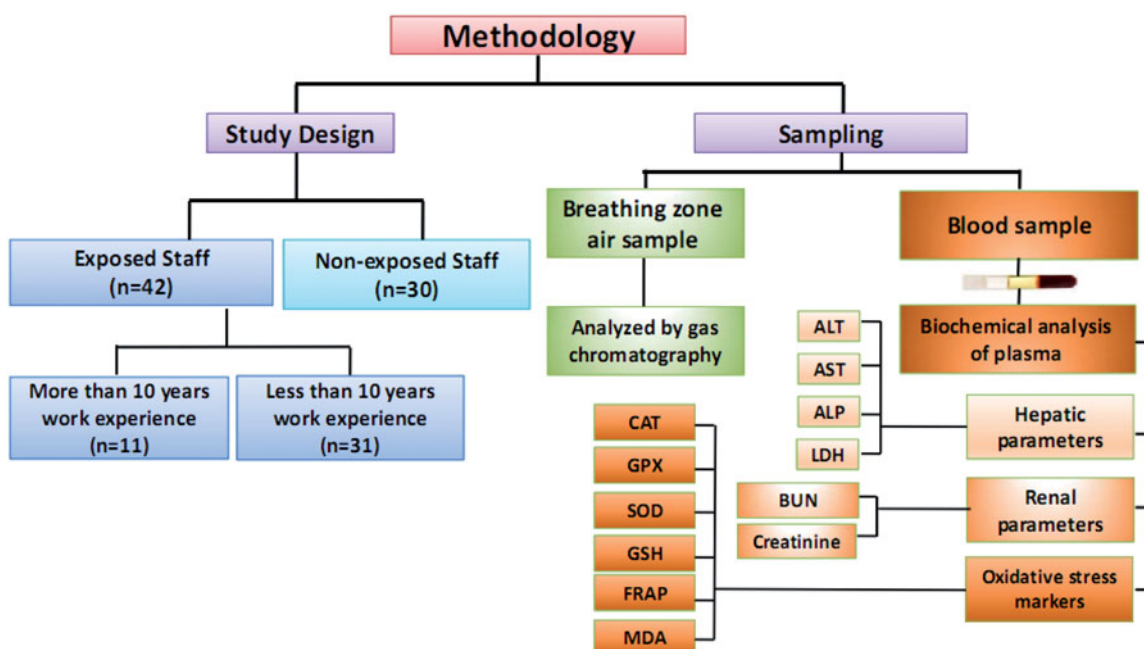 Methodology
Study Design
Sampling
Exposed Staff
(n=42)
Non-exposed Staff
(n=30)
More than 10 years
work experience
(n=11)
Less than 10 years
work experience
(n=31)
Breathing zone
air sample
Analyzed by gas
chromatography
Blood sample
Biochemical analysis
of plasma
Hepatic
parameters
ALT
AST
ALP
LDH
Renal
parameters
BUN
Creatinine
Oxidative stress
markers
CAT
GPX
SOD
GSH
FRAP
MDA